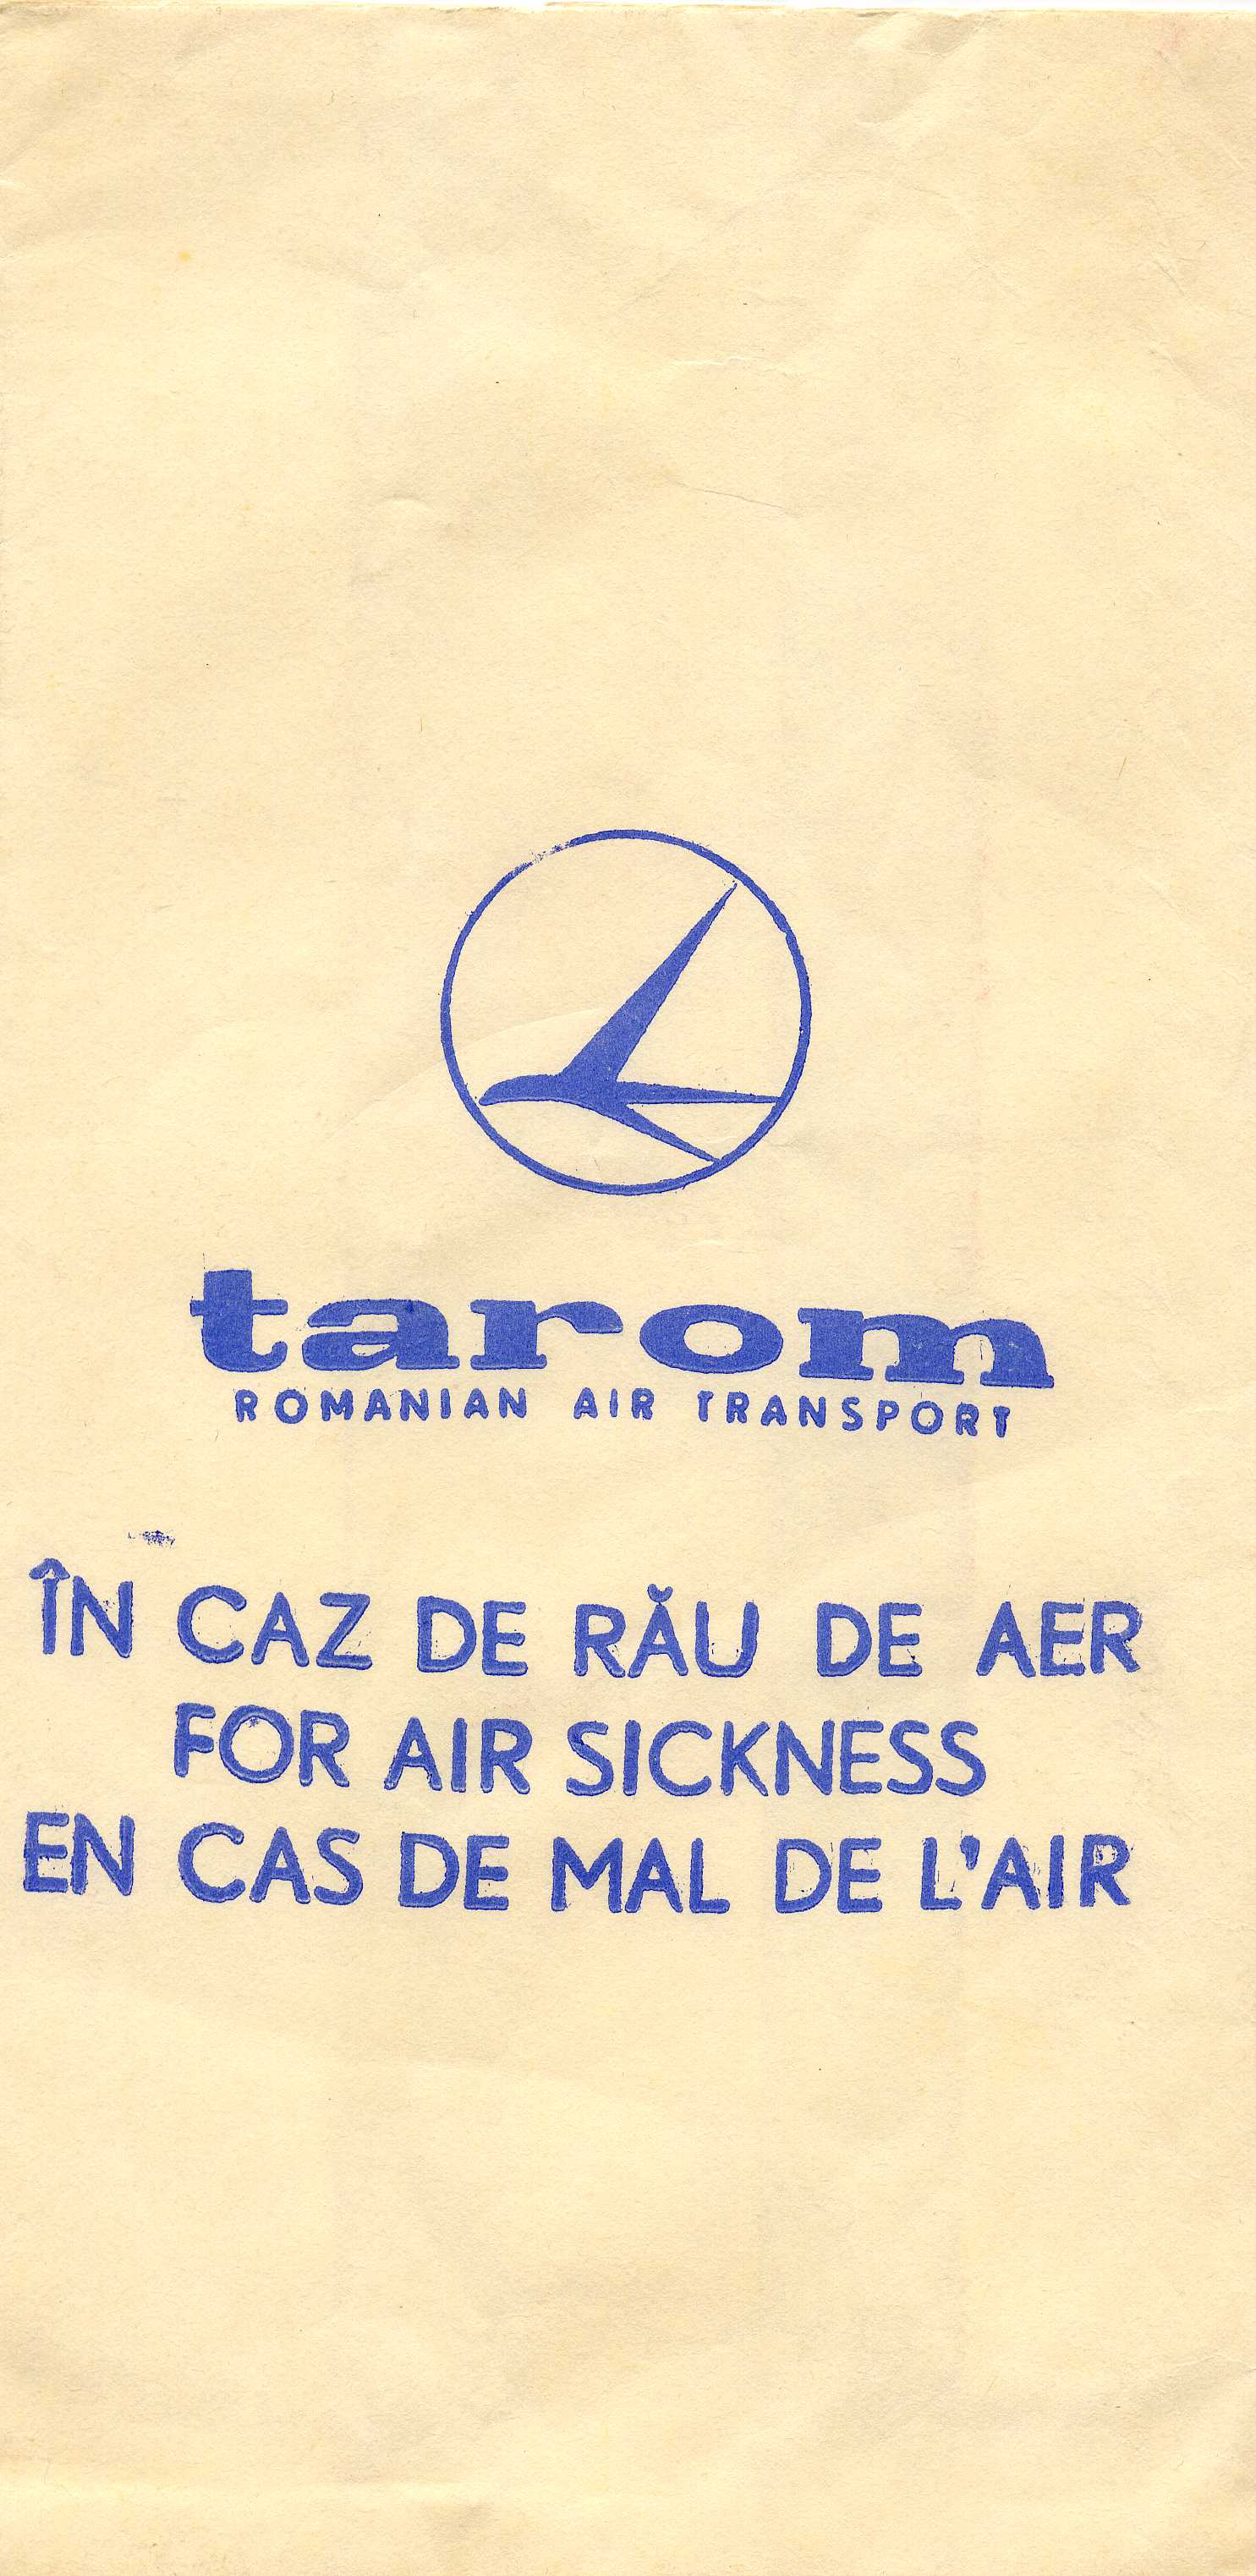 tarom
ROMANIAN AIR TRANSPORT
ÎN CAZ DE RĂU DE AER
FOR AIR SICKNESS
EN CAS DE MAL DE L'AIR